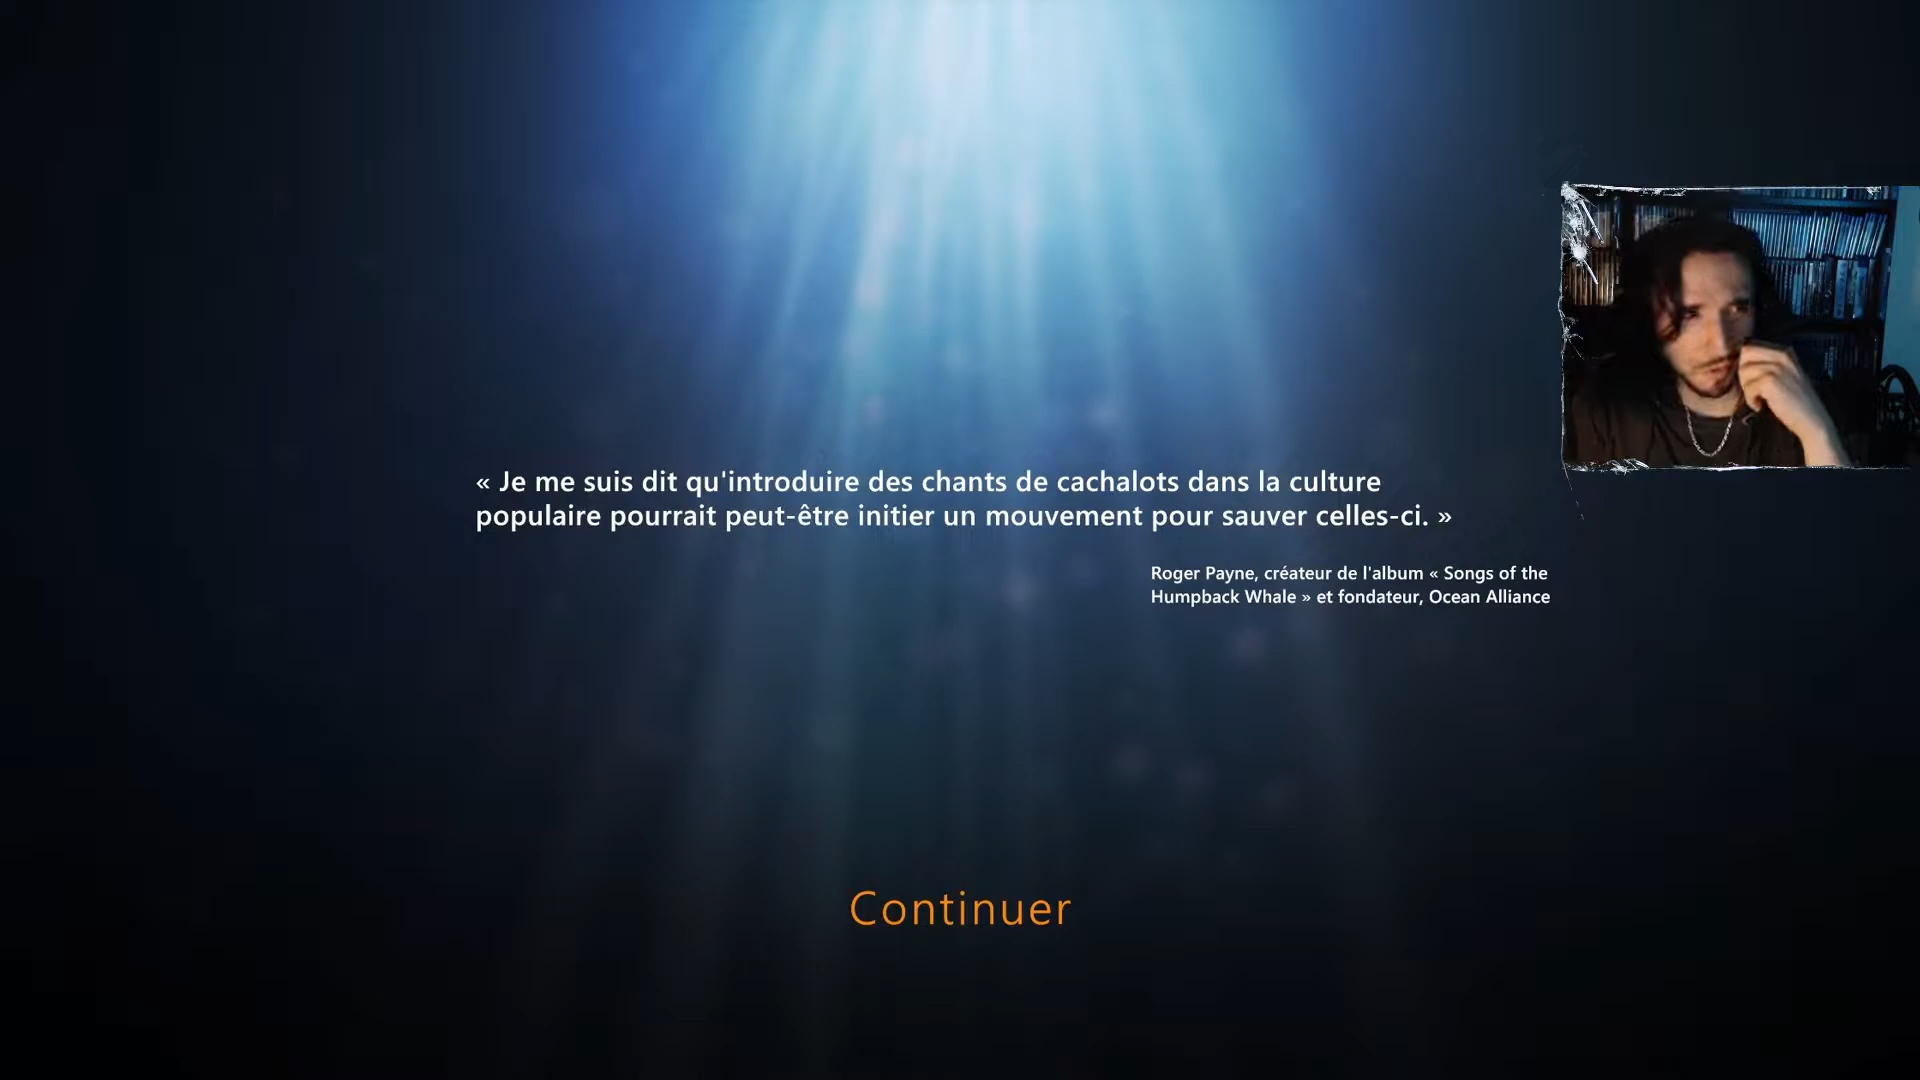 « Je me suis dit qu'introduire des chants de cachalots dans la culture
populaire pourrait peut-être initier un mouvement pour sauver celles-ci. »
Roger Payne, créateur de l'album « Songs of the
Humpback Whale » et fondateur, Ocean Alliance
Continuer